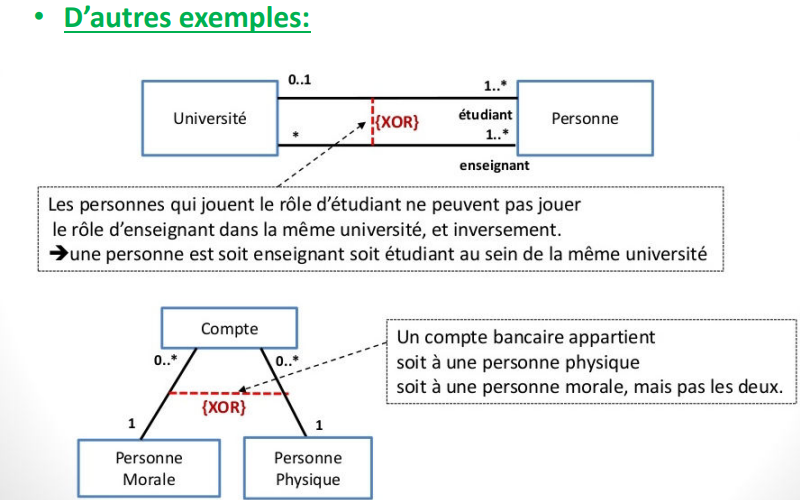 • D’autres exemples:
0..1
1..*
Université
{XOR}
étudiant
Personne
*
1..*
enseignant
Les personnes qui jouent le rôle d’étudiant ne peuvent pas jouer
le rôle d’enseignant dans la même université, et inversement.
➔une personne est soit enseignant soit étudiant au sein de la même université
Compte
0..*
0..*
Un compte bancaire appartient
soit à une personne physique
soit à une personne morale, mais pas les deux.
{XOR}
1
1
Personne
Morale
Personne
Physique